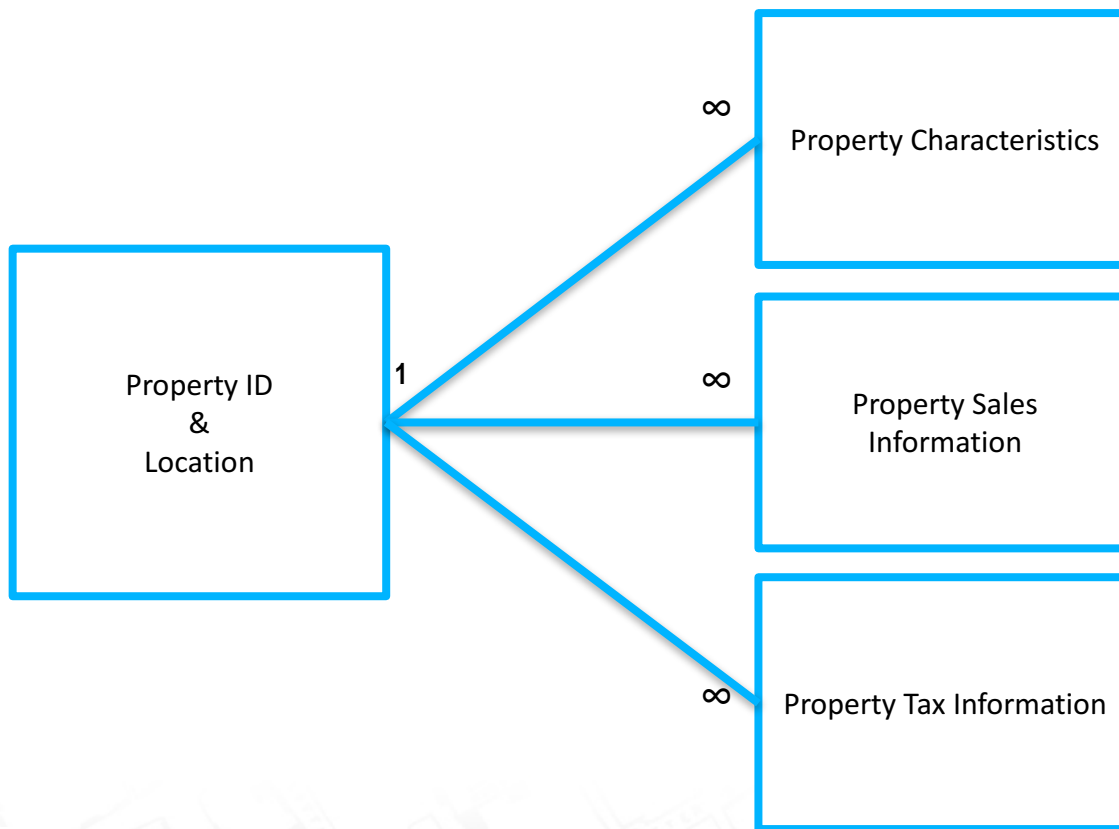 ∞
Property Characteristics
Property ID
&
Location
1
∞
Property Sales
Information
∞
Property Tax Information